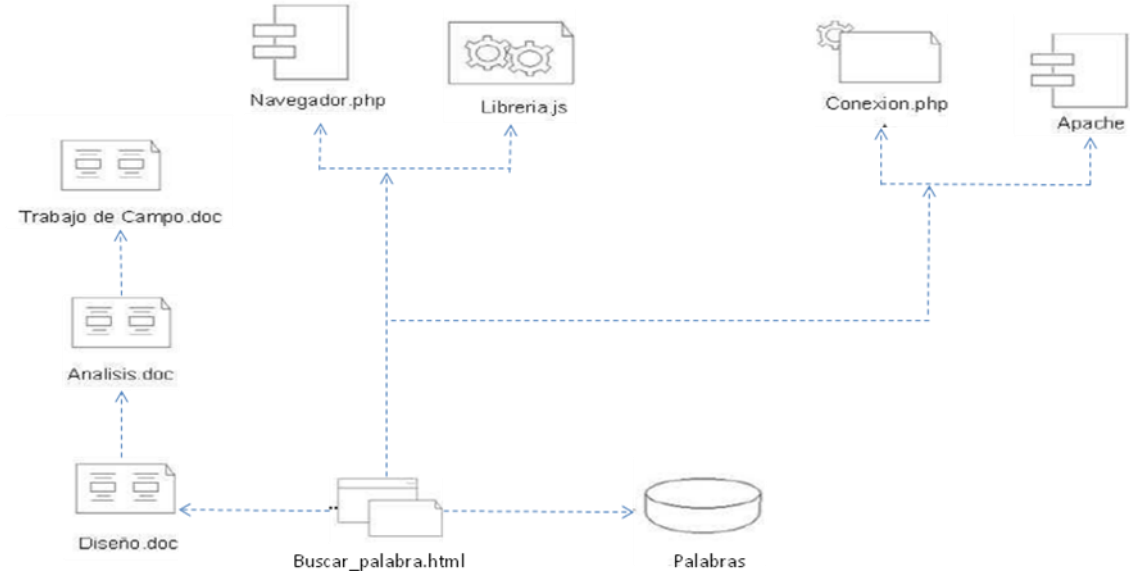 Navegador.php
Libreria.js
Conexion.php
Apache
Trabajo de Campo.doc
Analisis.doc
Diseño.doc
Buscar_palabra.html
Palabras